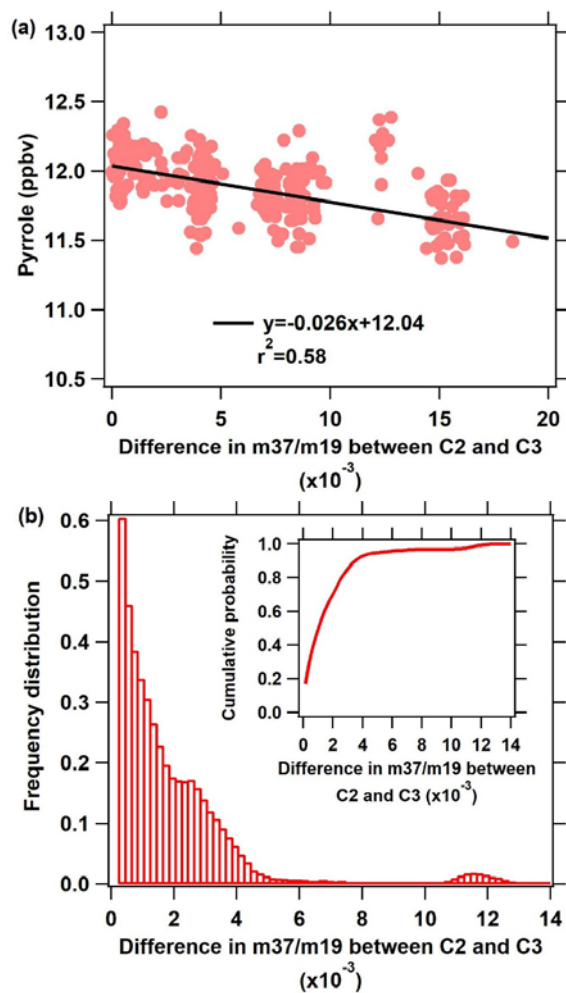 (a)
13.0
12.5
12.0
11.5
11.0
10.5
Pyrrole (ppbv)
y=-0.026x+12.04
r²=0.58
0 5 10 15 20
Difference in m37/m19 between C2 and C3
(x10⁻³)
(b)
0.6
0.5
0.4
0.3
0.2
0.1
0.0
Frequency distribution
1.0
0.8
0.6
0.4
0.2
0.0
Cumulative probability
0 2 4 6 8 10 12 14
Difference in m37/m19 between
C2 and C3 (x10⁻³)
0 2 4 6 8 10 12 14
Difference in m37/m19 between C2 and C3
(x10⁻³)